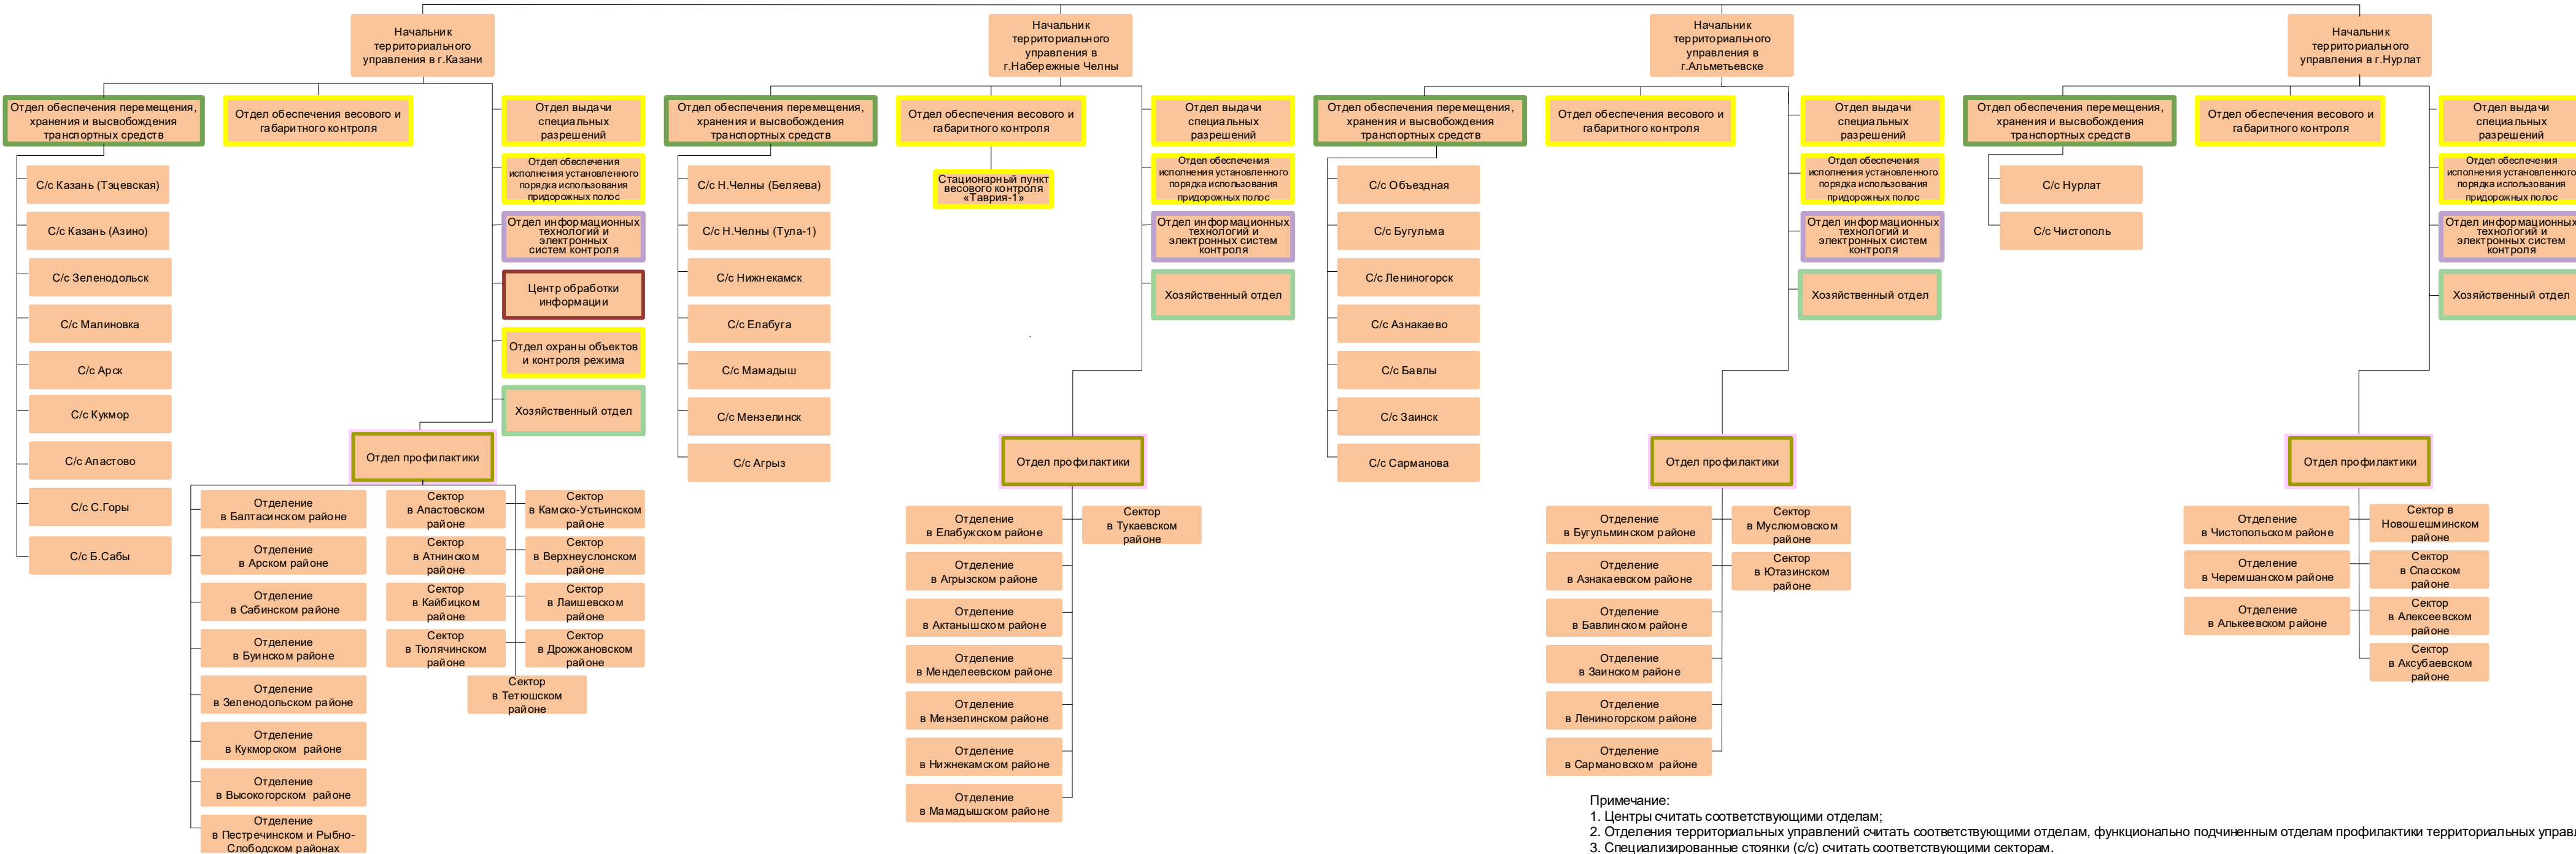 Начальник
территориального
управления в г.Казани
Отдел обеспечения перемещения,
хранения и высвобождения
транспортных средств
Отдел обеспечения весового и
габаритного контроля
Отдел выдачи
специальных
разрешений
Отдел обеспечения
исполнения установленного
порядка использования
придорожных полос
Отдел информационных
технологий и
электронных
систем контроля
Центр обработки
информации
Отдел охраны объектов
и контроля режима
Хозяйственный отдел
С/с Казань (Тэцевская)
С/с Казань (Азино)
С/с Зеленодольск
С/с Малиновка
С/с Арск
С/с Кукмор
С/с Апастово
С/с С.Горы
С/с Б.Сабы
Отдел профилактики
Отделение
в Балтасинском районе
Отделение
в Арском районе
Отделение
в Сабинском районе
Отделение
в Буинском районе
Отделение
в Зеленодольском районе
Отделение
в Кукморском районе
Отделение
в Высокогорском районе
Отделение
в Пестречинском и Рыбно-
Слободском районах
Сектор
в Апастовском
районе
Сектор
в Камско-Устьинском
районе
Сектор
в Атнинском
районе
Сектор
в Верхнеуслонском
районе
Сектор
в Кайбицком
районе
Сектор
в Лаишевском
районе
Сектор
в Тюлячинском
районе
Сектор
в Дрожжановском
районе
Сектор
в Тетюшском
районе
Начальник
территориального
управления в
г.Набережные Челны
Отдел обеспечения перемещения,
хранения и высвобождения
транспортных средств
Отдел обеспечения весового и
габаритного контроля
Стационарный пункт
весового контроля
«Таврия-1»
Отдел выдачи
специальных
разрешений
Отдел обеспечения
исполнения установленного
порядка использования
придорожных полос
Отдел информационных
технологий и
электронных систем
контроля
Хозяйственный отдел
С/с Н.Челны (Беляева)
С/с Н.Челны (Тула-1)
С/с Нижнекамск
С/с Елабуга
С/с Мамадыш
С/с Мензелинск
С/с Агрыз
Отдел профилактики
Отделение
в Елабужском районе
Отделение
в Агрызском районе
Отделение
в Актанышском районе
Отделение
в Менделеевском районе
Отделение
в Мензелинском районе
Отделение
в Нижнекамском районе
Отделение
в Мамадышском районе
Сектор
в Тукаевском
районе
Начальник
территориального
управления в
г.Альметьевске
Отдел обеспечения перемещения,
хранения и высвобождения
транспортных средств
Отдел обеспечения весового и
габаритного контроля
Отдел выдачи
специальных
разрешений
Отдел обеспечения
исполнения установленного
порядка использования
придорожных полос
Отдел информационных
технологий и
электронных систем
контроля
Хозяйственный отдел
С/с Объездная
С/с Бугульма
С/с Лениногорск
С/с Азнакаево
С/с Бавлы
С/с Заинск
С/с Сарманова
Отдел профилактики
Отделение
в Бугульминском районе
Отделение
в Азнакаевском районе
Отделение
в Бавлинском районе
Отделение
в Заинском районе
Отделение
в Лениногорском районе
Отделение
в Сармановском районе
Сектор
в Муслюмовском
районе
Сектор
в Ютазинском
районе
Начальник
территориального
управления в г.Нурлат
Отдел обеспечения перемещения,
хранения и высвобождения
транспортных средств
Отдел обеспечения весового и
габаритного контроля
Отдел выдачи
специальных
разрешений
Отдел обеспечения
исполнения установленного
порядка использования
придорожных полос
Отдел информационных
технологий и
электронных систем
контроля
Хозяйственный отдел
С/с Нурлат
С/с Чистополь
Отдел профилактики
Отделение
в Чистопольском районе
Отделение
в Черемшанском районе
Отделение
в Алькеевском районе
Сектор в
Новошешминском
районе
Сектор
в Спасском
районе
Сектор
в Алексеевском
районе
Сектор
в Аксубаевском
районе
Примечание:
1. Центры считать соответствующими отделам;
2. Отделения территориальных управлений считать соответствующими отделам, функционально подчиненным отделам профилактики территориальных
3. Специализированные стоянки (с/с) считать соответствующими секторам.